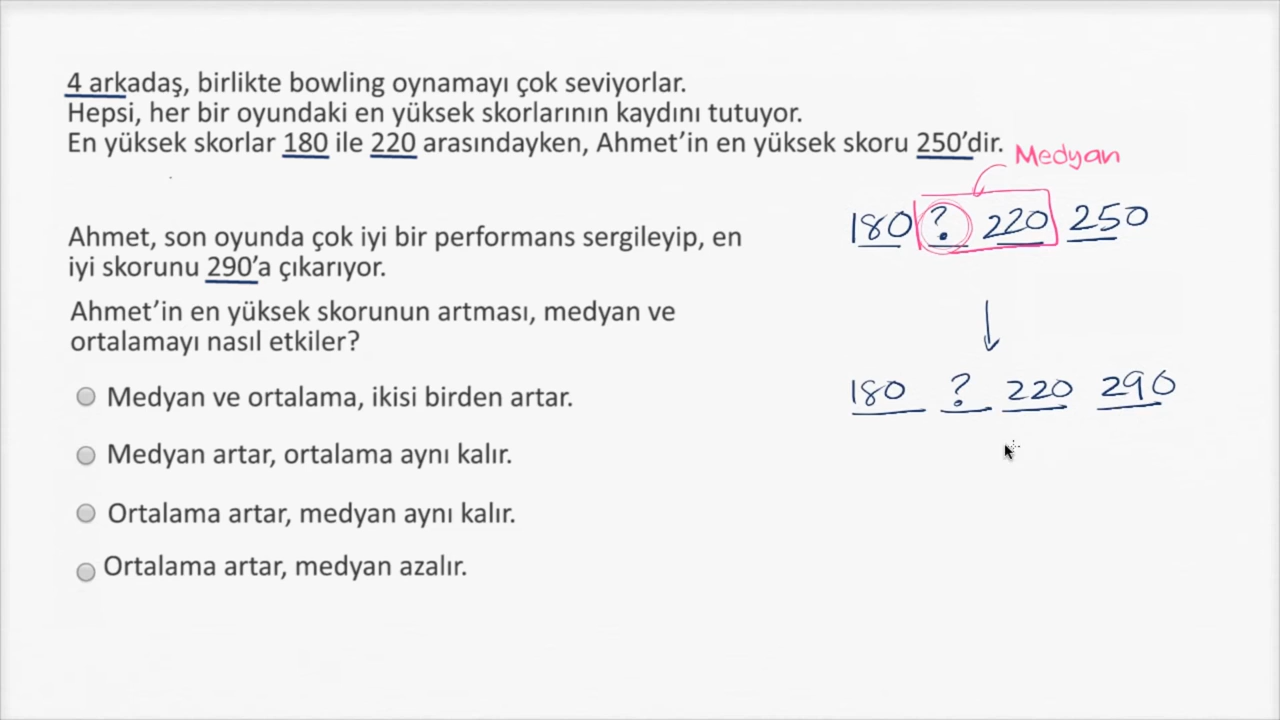 4 arkadaş, birlikte bowling oynamayı çok seviyorlar.
Hepsi, her bir oyundaki en yüksek skorlarının kaydını tutuyor.
En yüksek skorlar 180 ile 220 arasındayken, Ahmet’in en yüksek skoru 250’dir.
Medyan
180 ? 220 250
Ahmet, son oyunda çok iyi bir performans sergileyip, en
iyi skorunu 290’a çıkarıyor.
Ahmet’in en yüksek skorunun artması, medyan ve
ortalamayı nasıl etkiler?
180 ? 220 290
Medyan ve ortalama, ikisi birden artar.
Medyan artar, ortalama aynı kalır.
Ortalama artar, medyan aynı kalır.
Ortalama artar, medyan azalır.